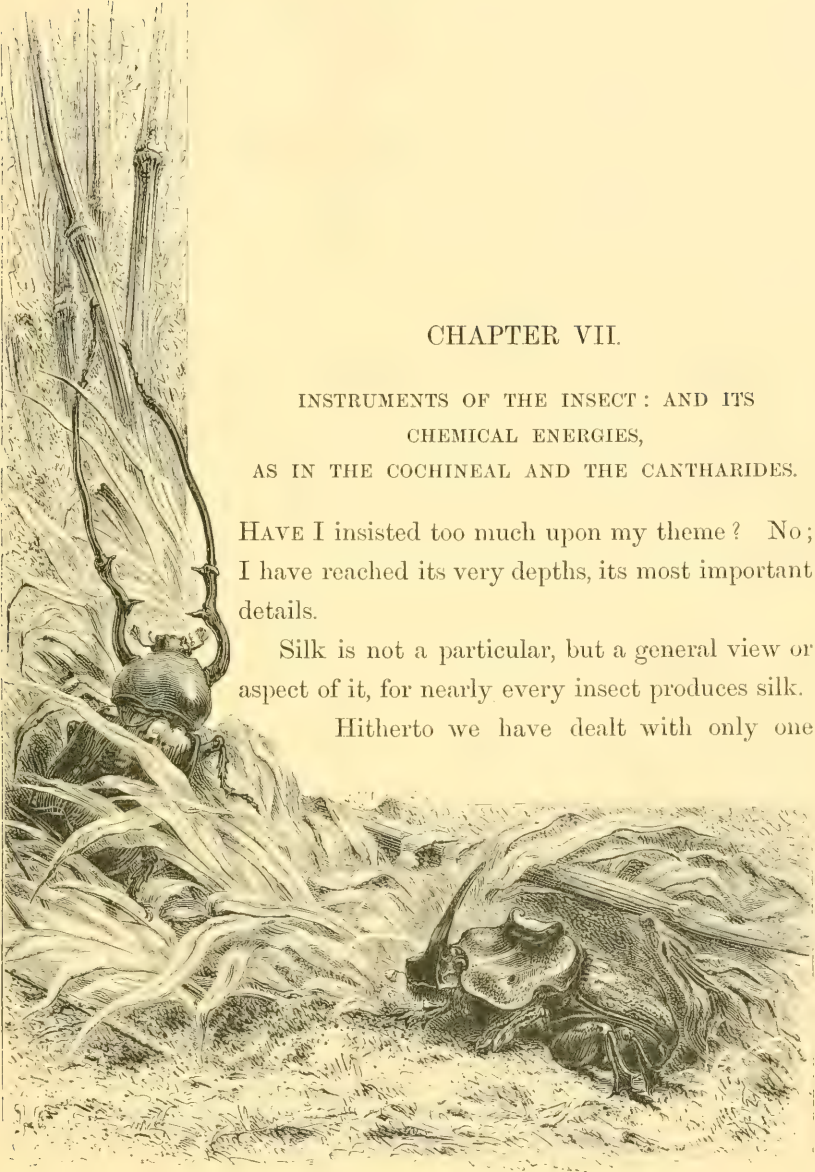 CHAPTER VII.
INSTRUMENTS OF THE INSECT : AND ITS
CHEMICAL ENERGIES,
AS IN THE COCHINEAL AND THE CANTHARIDES.
HAVE I insisted too much upon my theme ? No ;
I have reached its very depths, its most important
details.
Silk is not a particular, but a general view or
aspect of it, for nearly every insect produces silk.
Hitherto we have dealt with only one